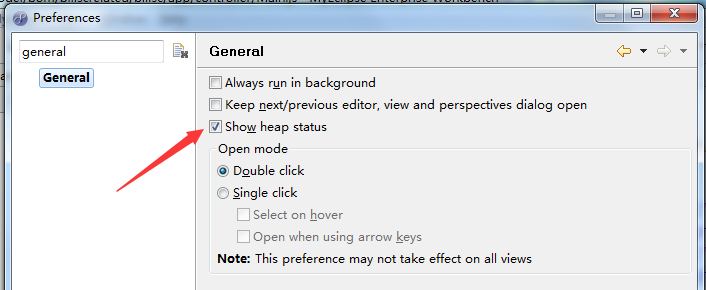 Preferences
general
General
General
Always run in background
Keep next/previous editor, view and perspectives dialog open
Show heap status
Open mode
Double click
Single click
Select on hover
Open when using arrow keys
Note: This preference may not take effect on all views